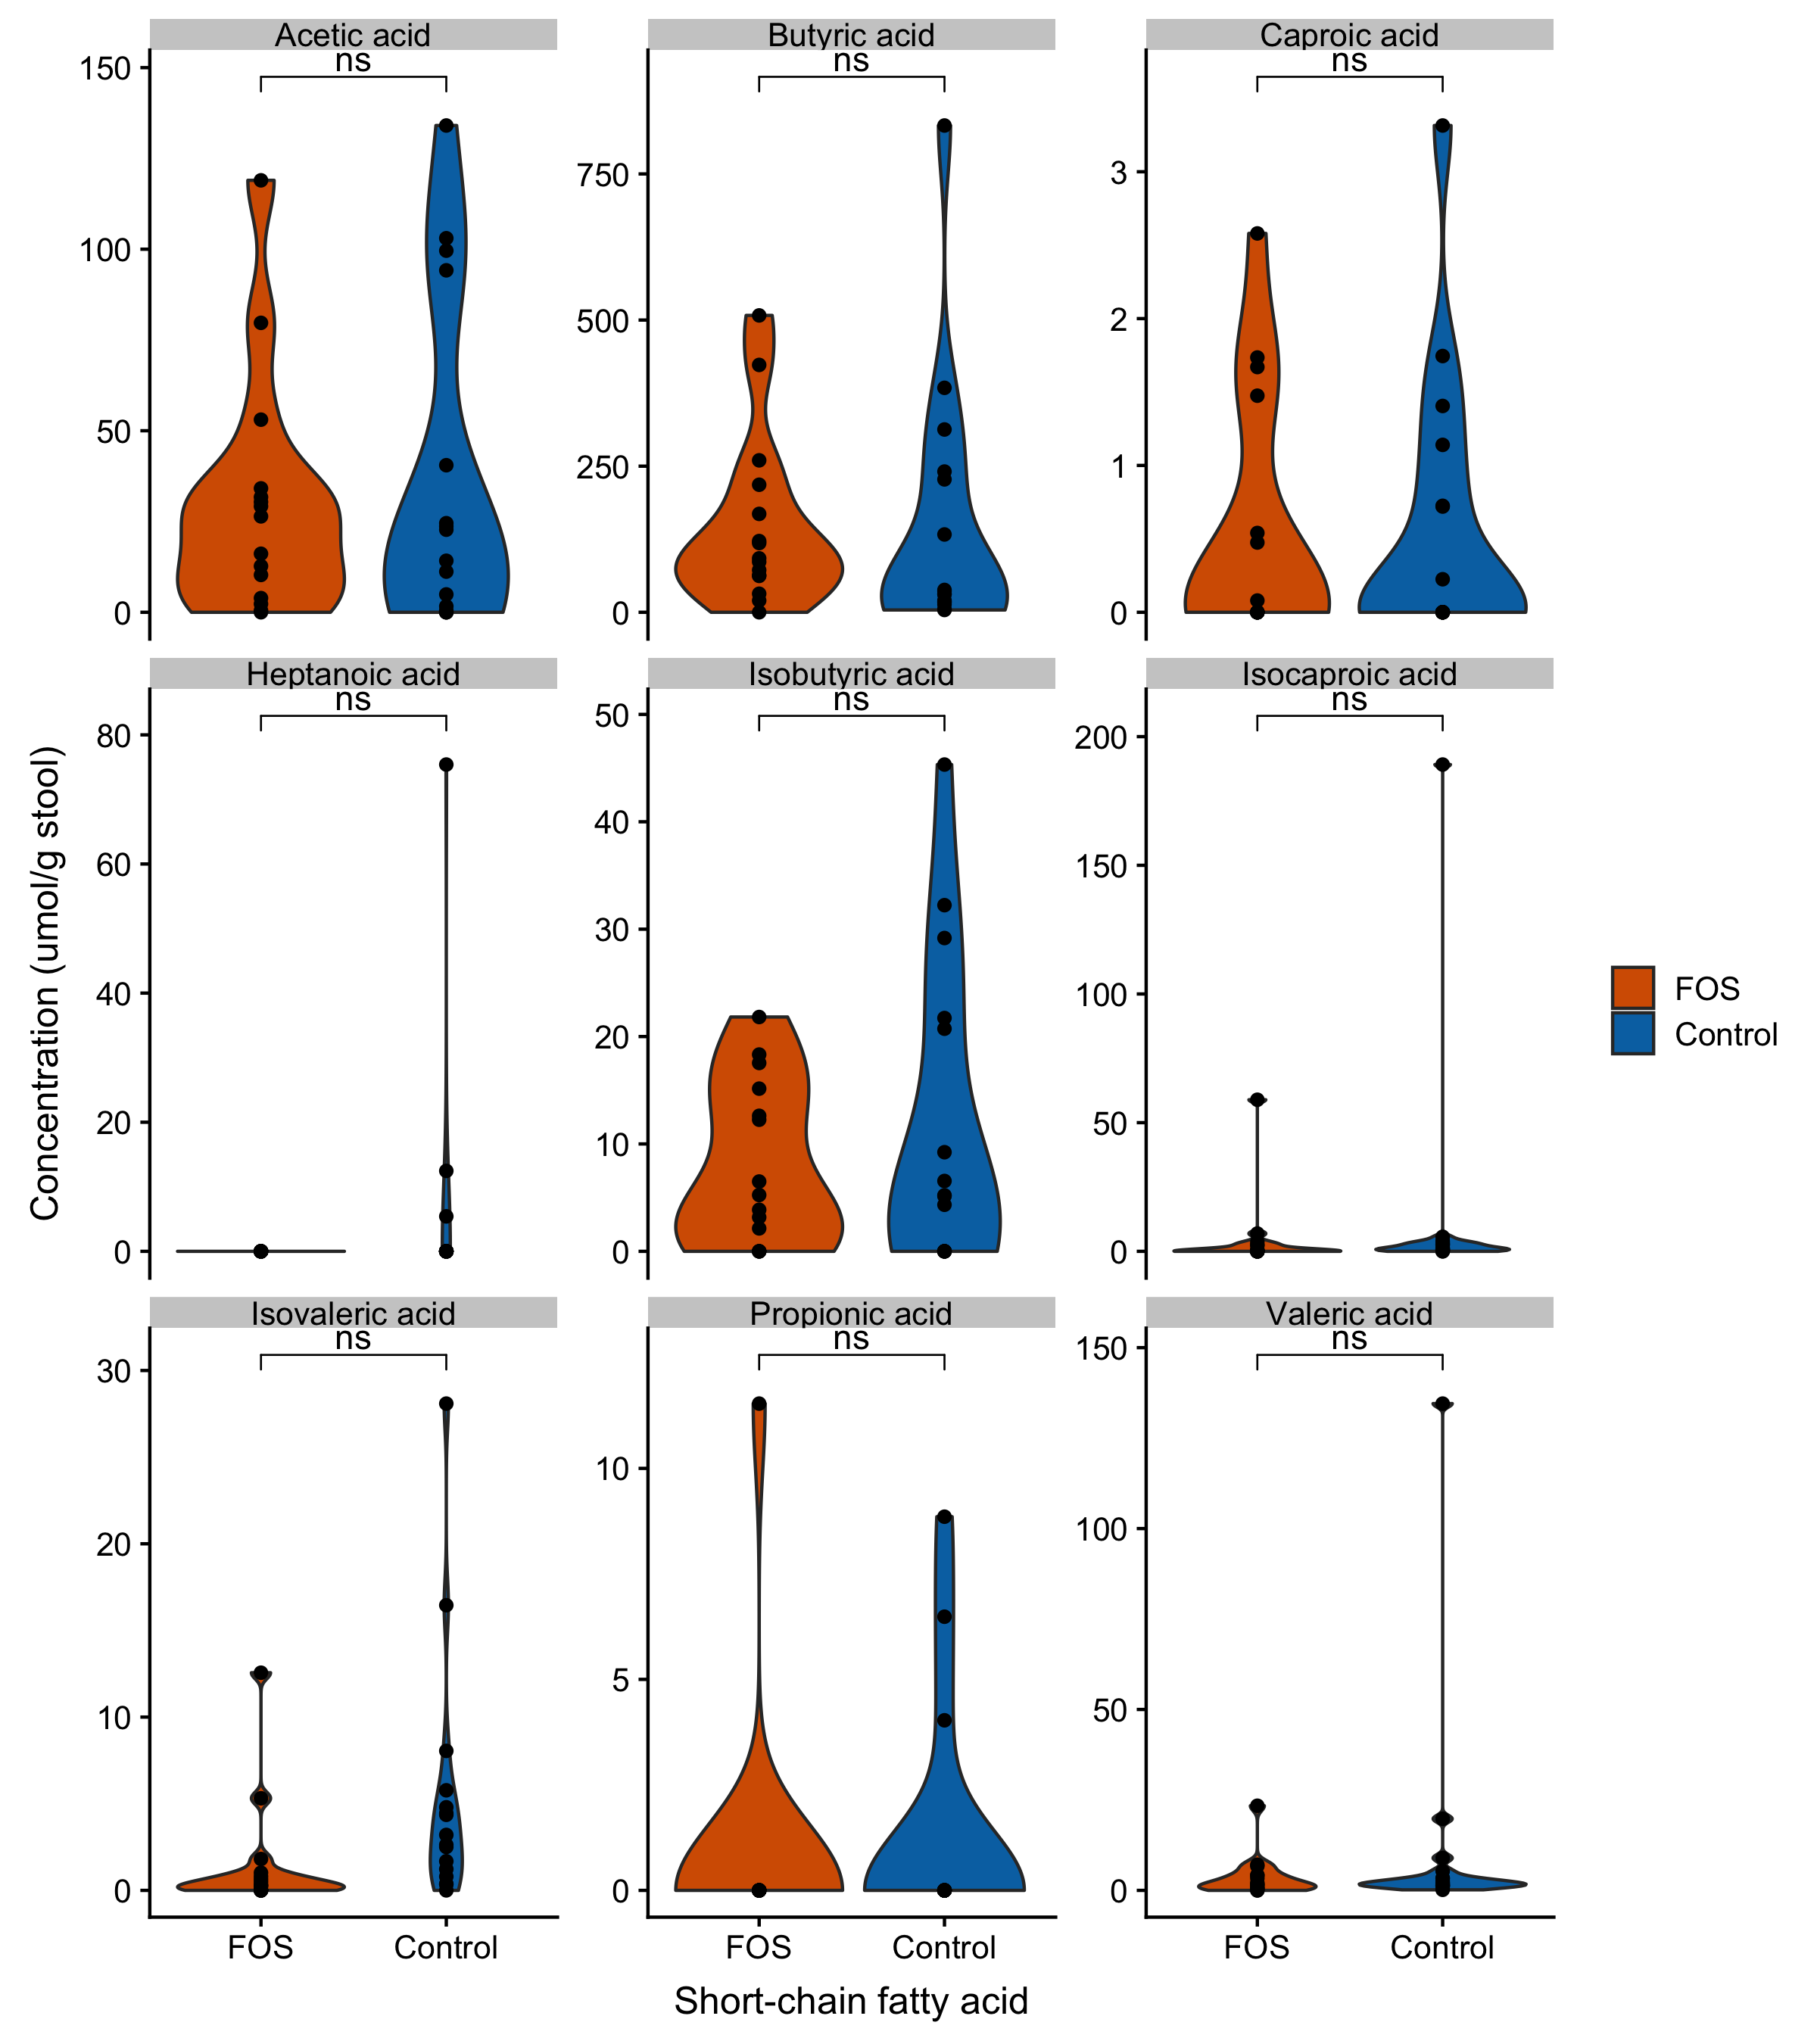 Acetic acid
Butyric acid
Caproic acid
ns
ns
ns
150
100
50
0
750
500
250
0
3
2
1
0
Heptanoic acid
Isobutyric acid
Isocaproic acid
ns
ns
ns
80
60
40
20
0
50
40
30
20
10
0
200
150
100
50
0
Isovaleric acid
Propionic acid
Valeric acid
ns
ns
ns
30
20
10
0
10
5
0
150
100
50
0
FOS
Control
FOS
Control
FOS
Control
Concentration (umol/g stool)
Short-chain fatty acid
FOS
Control